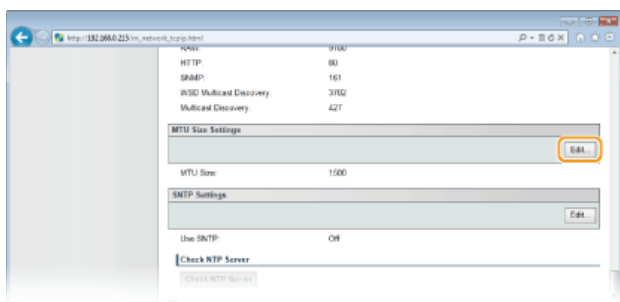 http://192.168.0.215/m_network_tcpip.html
RAW: 9100
HTTP: 80
SNMP: 161
WSD Multicast Discovery: 3702
Multicast Discovery: 427
MTU Size Settings
Edit...
MTU Size: 1500
SNTP Settings
Edit...
Use SNTP: Off
Check NTP Server
Check NTP Server